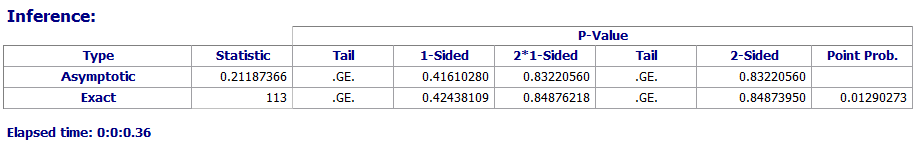 Inference:
P-Value
Type Statistic Tail 1-Sided 2*1-Sided Tail 2-Sided Point Prob.
Asymptotic 0.21187366 .GE. 0.41610280 0.83220560 .GE. 0.83220560
Exact 113 .GE. 0.42438109 0.84876218 .GE. 0.84873950 0.01290273
Elapsed time: 0:0:0.36